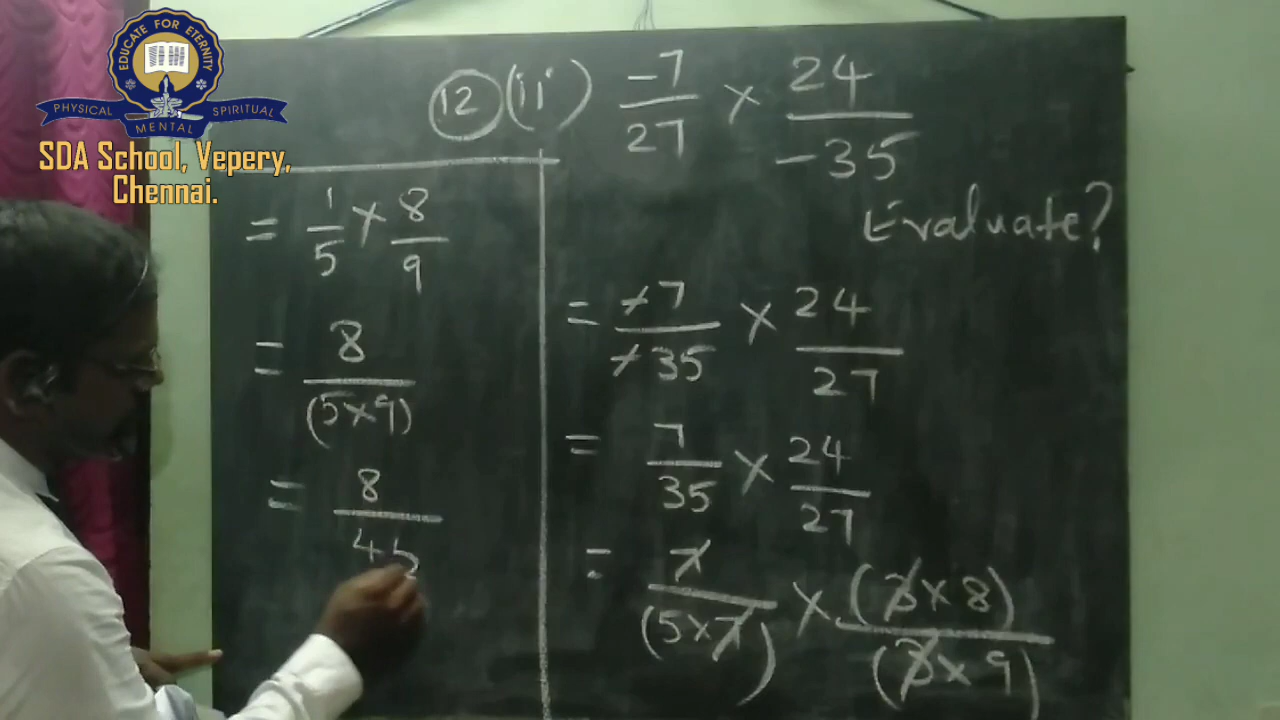 EDUCATE FOR ETERNITY
PHYSICAL MENTAL SPIRITUAL
SDA School, Vepery,
Chennai.
12 (ii) -7/27 × 24/-35
Evaluate?
= -7/-35 × 24/27
= 7/35 × 24/27
= 7/(5×7) × (3×8)/(3×9)
= 1/5 × 8/9
= 8/(5×9)
= 8/45